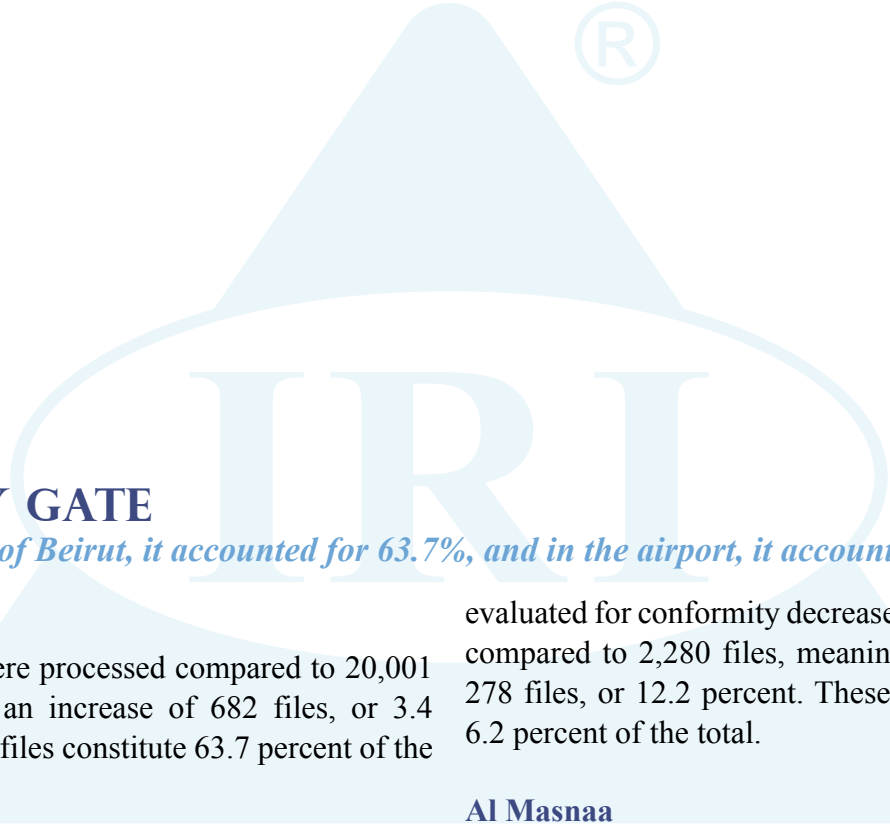 ®
IRI
Y GATE
of Beirut, it accounted for 63.7%, and in the airport, it account
ere processed compared to 20,001
an increase of 682 files, or 3.4
files constitute 63.7 percent of the
evaluated for conformity decrease
compared to 2,280 files, meanin
278 files, or 12.2 percent. These
6.2 percent of the total.
Al Masnaa